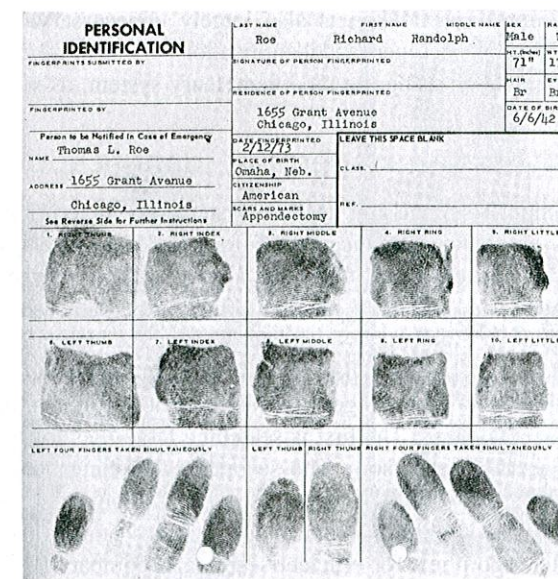 PERSONAL
IDENTIFICATION
LAST NAME FIRST NAME MIDDLE NAME SEX
Roe Richard Randolph Male
FINGERPRINTS SUBMITTED BY
SIGNATURE OF PERSON FINGERPRINTED
HT. (Inches)
71"
HAIR
Br
RESIDENCE OF PERSON FINGERPRINTED
1655 Grant Avenue
Chicago, Illinois
DATE OF BIR
6/6/42
FINGERPRINTED BY
Person to be Notified in Case of Emergency
NAME Thomas L. Roe
ADDRESS 1655 Grant Avenue
Chicago, Illinois
See Reverse Side for Further Instructions
DATE FINGERPRINTED
2/12/73
PLACE OF BIRTH
Omaha, Neb.
CITIZENSHIP
American
SCARS AND MARKS
Appendectomy
LEAVE THIS SPACE BLANK
CLASS.
REF.
1. RIGHT THUMB 2. RIGHT INDEX 3. RIGHT MIDDLE 4. RIGHT RING 5. RIGHT LITTL
6. LEFT THUMB 7. LEFT INDEX 8. LEFT MIDDLE 9. LEFT RING 10. LEFT LITTL
LEFT FOUR FINGERS TAKEN SIMULTANEOUSLY LEFT THUMB RIGHT THUMB RIGHT FOUR FINGERS TAKEN SIMULTANEOUSLY